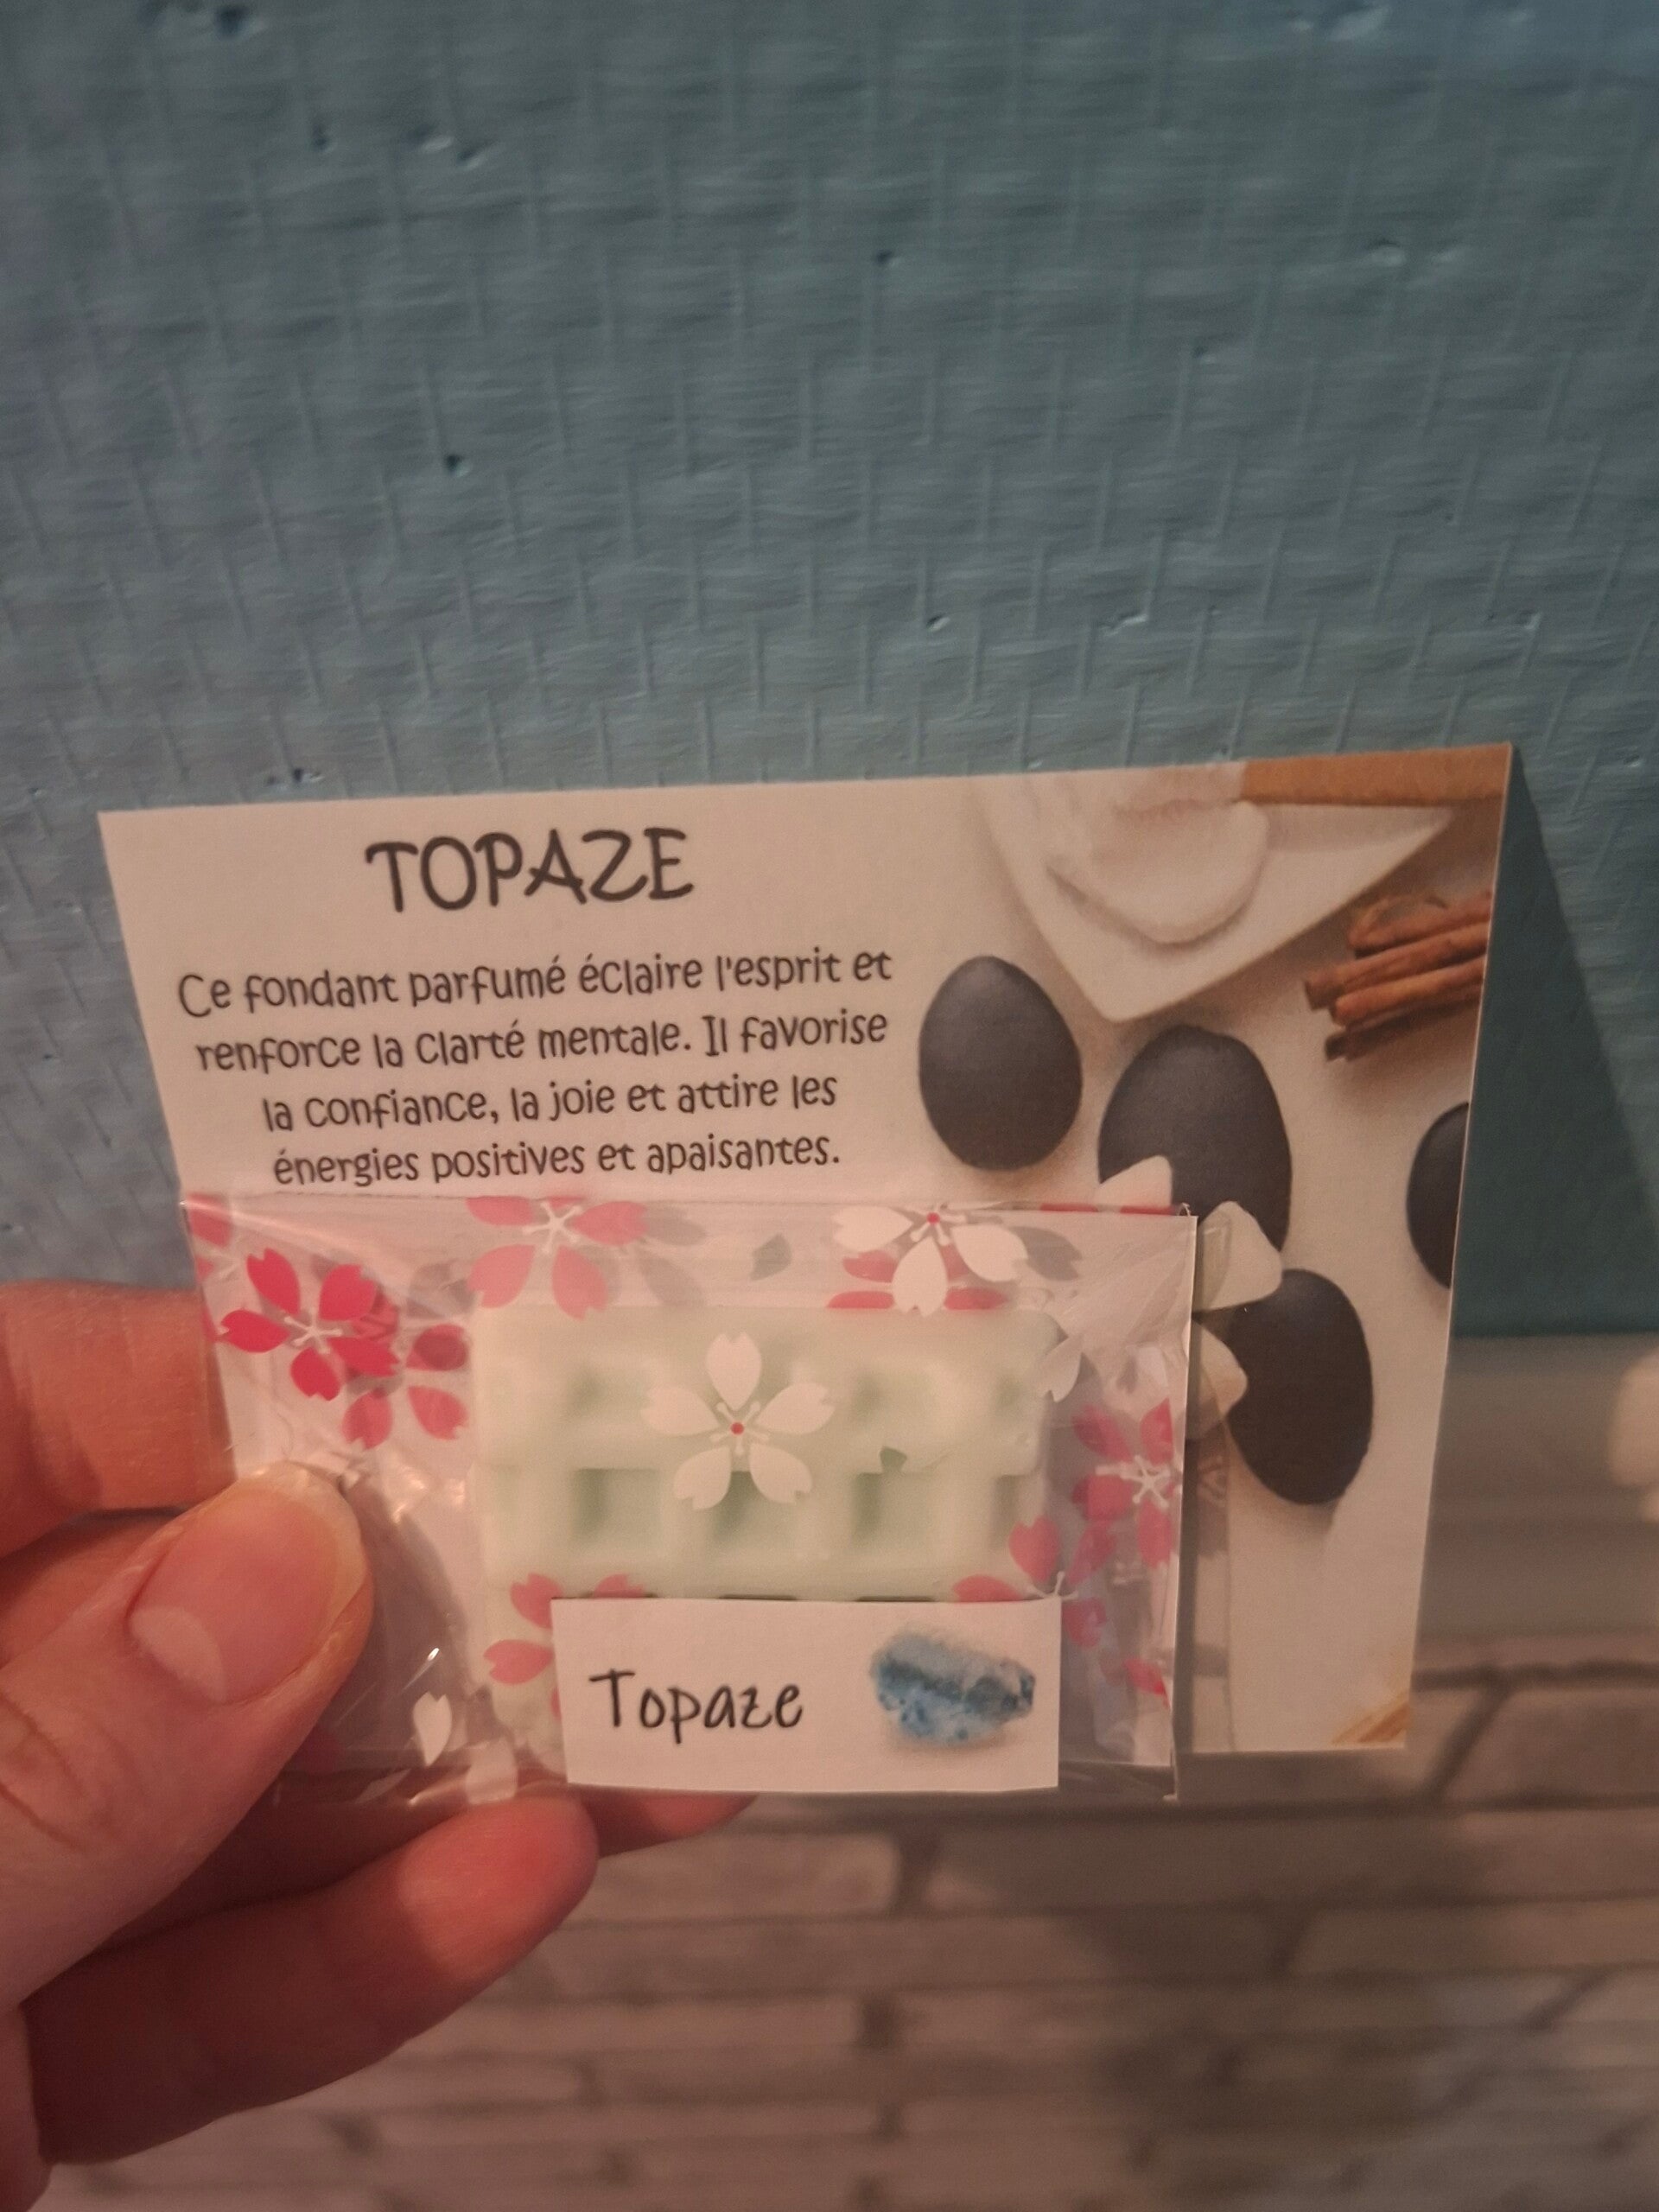 TOPAZE
Ce fondant parfumé éclaire l'esprit et
renforce la clarté mentale. Il favorise
la confiance, la joie et attire les
énergies positives et apaisantes.
Topaze